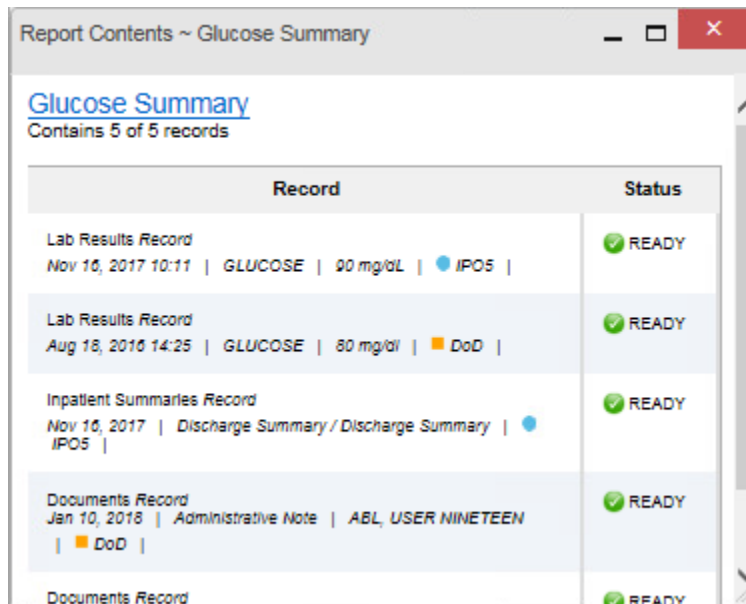 Report Contents ~ Glucose Summary
Glucose Summary
Contains 5 of 5 records
Record Status
Lab Results Record READY
Nov 16, 2017 10:11 | GLUCOSE | 90 mg/dL | IPO5 |
Lab Results Record READY
Aug 18, 2016 14:25 | GLUCOSE | 80 mg/dl | DoD |
Inpatient Summaries Record READY
Nov 16, 2017 | Discharge Summary / Discharge Summary |
IPO5 |
Documents Record READY
Jan 10, 2018 | Administrative Note | ABL, USER NINETEEN
| DoD |
Documents Record READY